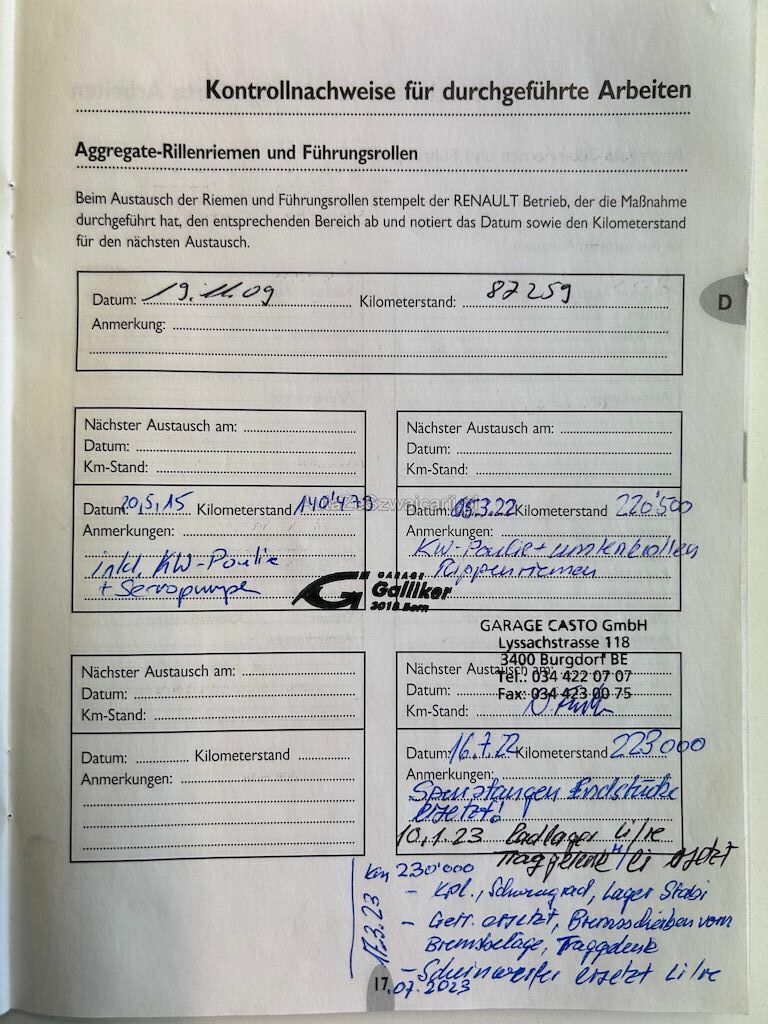 Kontrollnachweise für durchgeführte Arbeiten
Aggregate-Rillenriemen und Führungsrollen
Beim Austausch der Riemen und Führungsrollen stempelt der RENAULT Betrieb, der die Maßnahme
durchgeführt hat, den entsprechenden Bereich ab und notiert das Datum sowie den Kilometerstand
für den nächsten Austausch.
Datum: 19.11.09 Kilometerstand: 87259
Anmerkung:
D
Nächster Austausch am:
Datum:
Km-Stand:
Datum: 20,5,15 Kilometerstand 140'473
Anmerkungen:
inkl. KW-Poulie
+ Servopumpe
GARAGE
Galliker
3018 Bern
Nächster Austausch am:
Datum:
Km-Stand:
Datum: 3.22 Kilometerstand 220'500
Anmerkungen:
KW-Poulie + umlenkrollen
Rippenriemen
GARAGE CASTO GmbH
Lyssachstrasse 118
3400 Burgdorf BE
Tel.: 034 422 07 07
Fax: 034 423 00 75
Nächster Austausch am:
Datum:
Km-Stand:
Datum: Kilometerstand
Anmerkungen:
Nächster Austausch am:
Datum:
Km-Stand:
Datum: 16.7.22 Kilometerstand 223000
Anmerkungen:
Spurstangen Endstücke
ersetzt!
10.1.23 Radlager li/re
Traggelenk li ersetzt
km 230'000
17.3.23
- Kpl., Schwungrad, Lager Stabi
- Getr. ersetzt, Bremsscheiben vorn
Bremsbeläge, Traggelenk
- Scheinwerfer ersetzt li/re
17
.07.2023